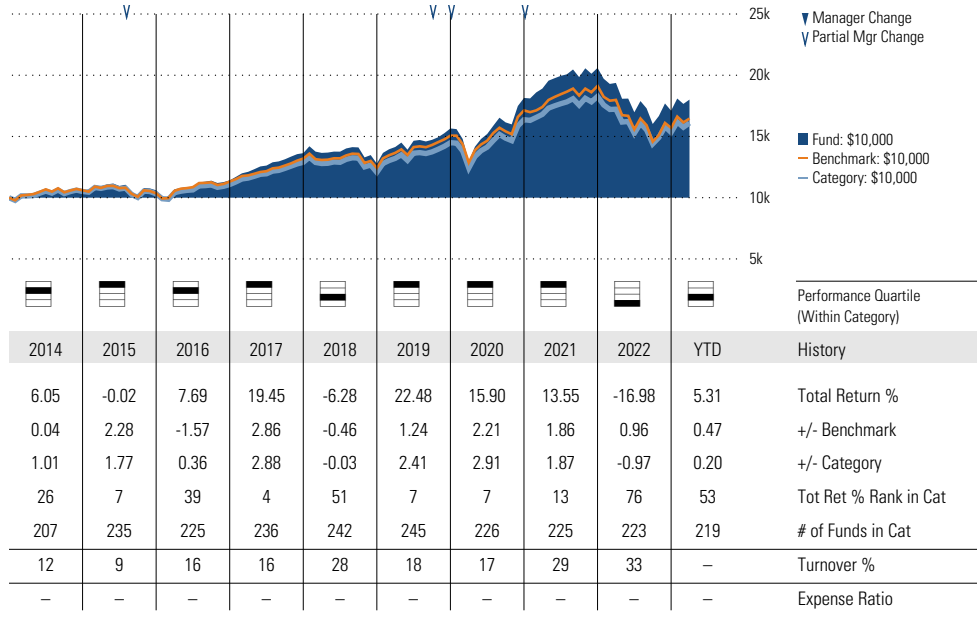 25k
Manager Change
Partial Mgr Change
20k
15k
Fund: $10,000
Benchmark: $10,000
Category: $10,000
10k
5k
Performance Quartile
(Within Category)
2014 2015 2016 2017 2018 2019 2020 2021 2022 YTD History
6.05 -0.02 7.69 19.45 -6.28 22.48 15.90 13.55 -16.98 5.31 Total Return %
0.04 2.28 -1.57 2.86 -0.46 1.24 2.21 1.86 0.96 0.47 +/- Benchmark
1.01 1.77 0.36 2.88 -0.03 2.41 2.91 1.87 -0.97 0.20 +/- Category
26 7 39 4 51 7 7 13 76 53 Tot Ret % Rank in Cat
207 235 225 236 242 245 226 225 223 219 # of Funds in Cat
12 9 16 16 28 18 17 29 33 – Turnover %
– – – – – – – – – – Expense Ratio